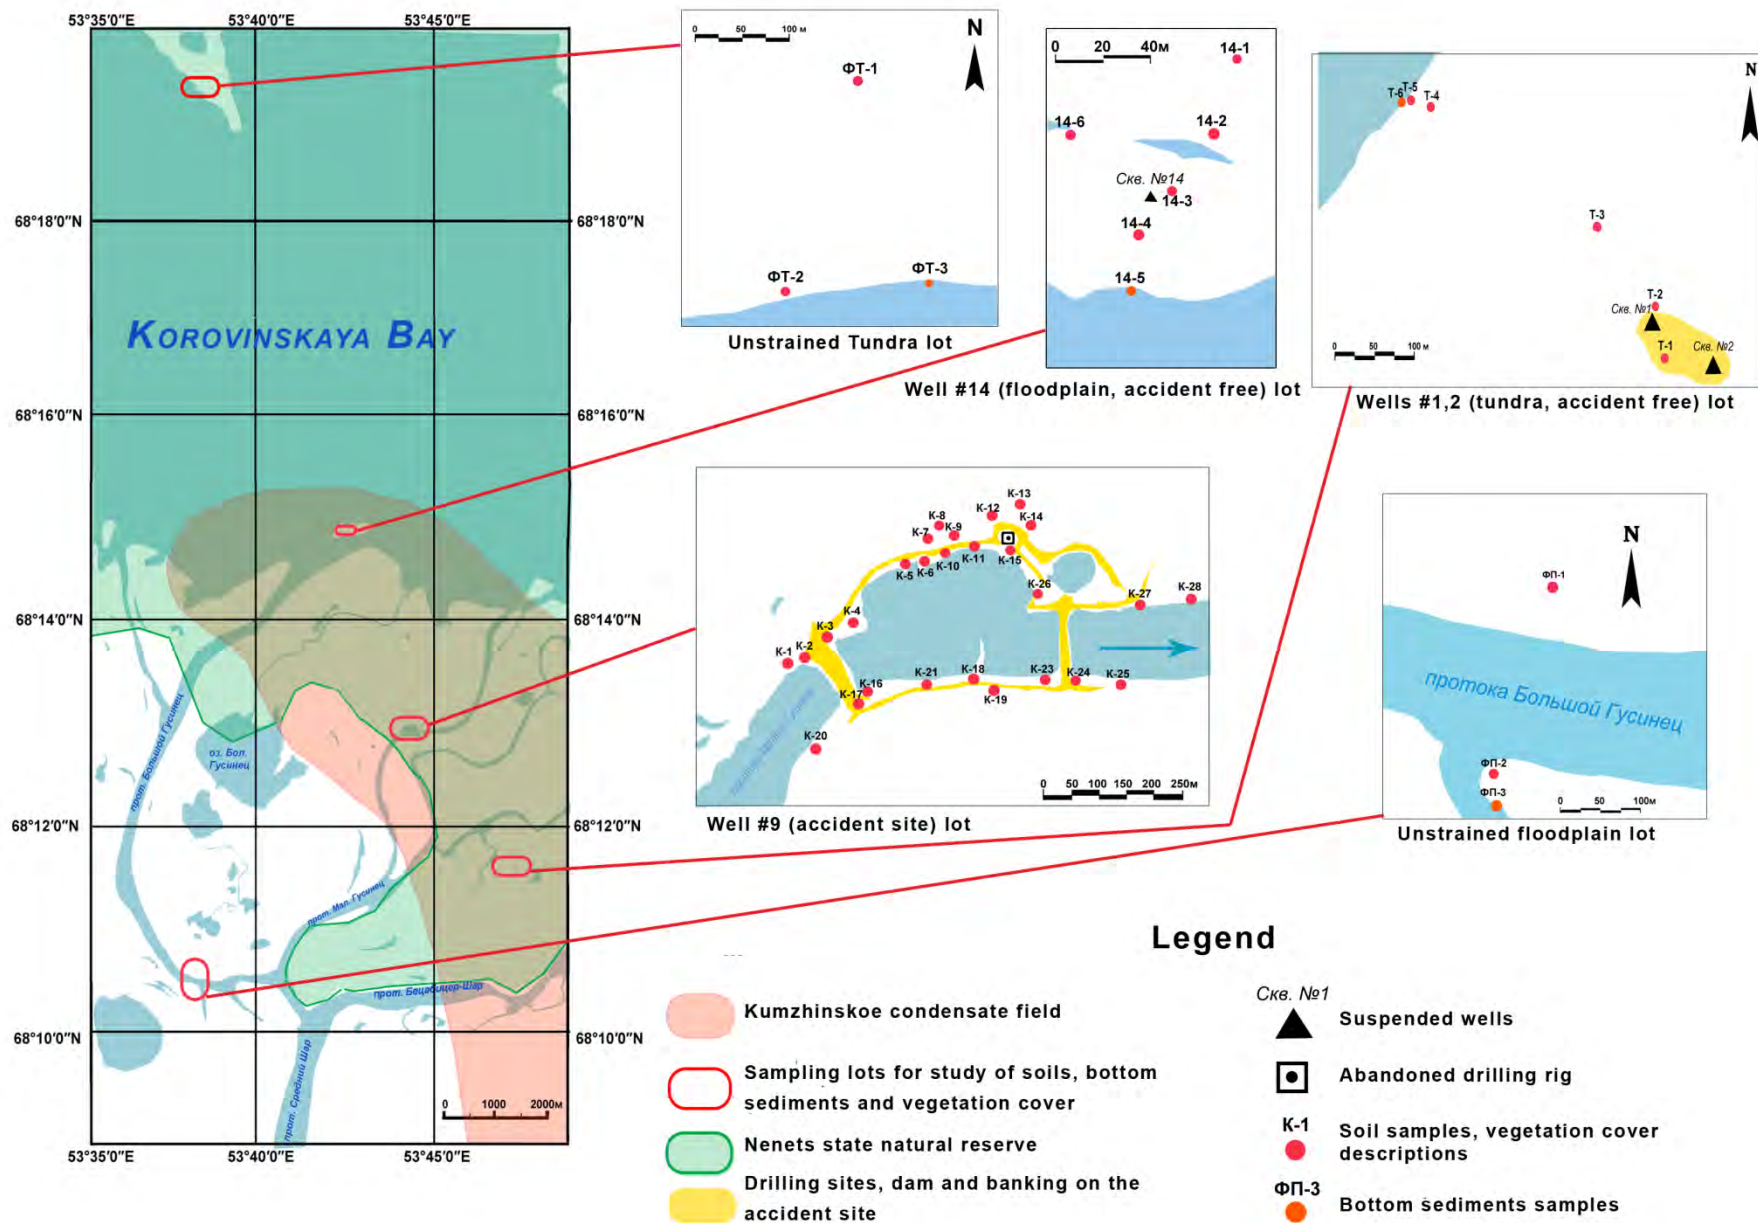 53°35'0"E
53°40'0"E
53°45'0"E
68°18'0"N
68°18'0"N
KOROVINSKAYA BAY
68°16'0"N
68°16'0"N
68°14'0"N
68°14'0"N
прот. Большой Гусинец
оз. Бол.
Гусинец
68°12'0"N
68°12'0"N
прот. Мал. Гусинец
прот. Бецабицер-Шар
68°10'0"N
68°10'0"N
прот. Средний Шар
0 1000 2000м
53°35'0"E
53°40'0"E
53°45'0"E
0 50 100 м
N
ФТ-1
ФТ-2
ФТ-3
Unstrained Tundra lot
0 20 40м
14-1
14-6
14-2
Скв. №14
14-3
14-4
14-5
Well #14 (floodplain, accident free) lot
N
Т-6
Т-5
Т-4
Т-3
Т-2
Скв. №1
Т-1
Скв. №2
0 50 100 м
Wells #1,2 (tundra, accident free) lot
К-13
К-12
К-8
К-14
К-7
К-9
К-15
К-11
К-10
К-5
К-6
К-26
К-28
К-27
К-4
К-3
К-2
К-1
К-18
К-21
К-23
К-24
К-25
К-16
К-17
К-19
К-20
0 50 100 150 200 250м
Well #9 (accident site) lot
N
ФП-1
протока Большой Гусинец
ФП-2
ФП-3
0 50 100м
Unstrained floodplain lot
Legend
Kumzhinskoe condensate field
Sampling lots for study of soils, bottom
sediments and vegetation cover
Nenets state natural reserve
Drilling sites, dam and banking on the
accident site
Скв. №1
Suspended wells
Abandoned drilling rig
К-1
Soil samples, vegetation cover
descriptions
ФП-3
Bottom sediments samples